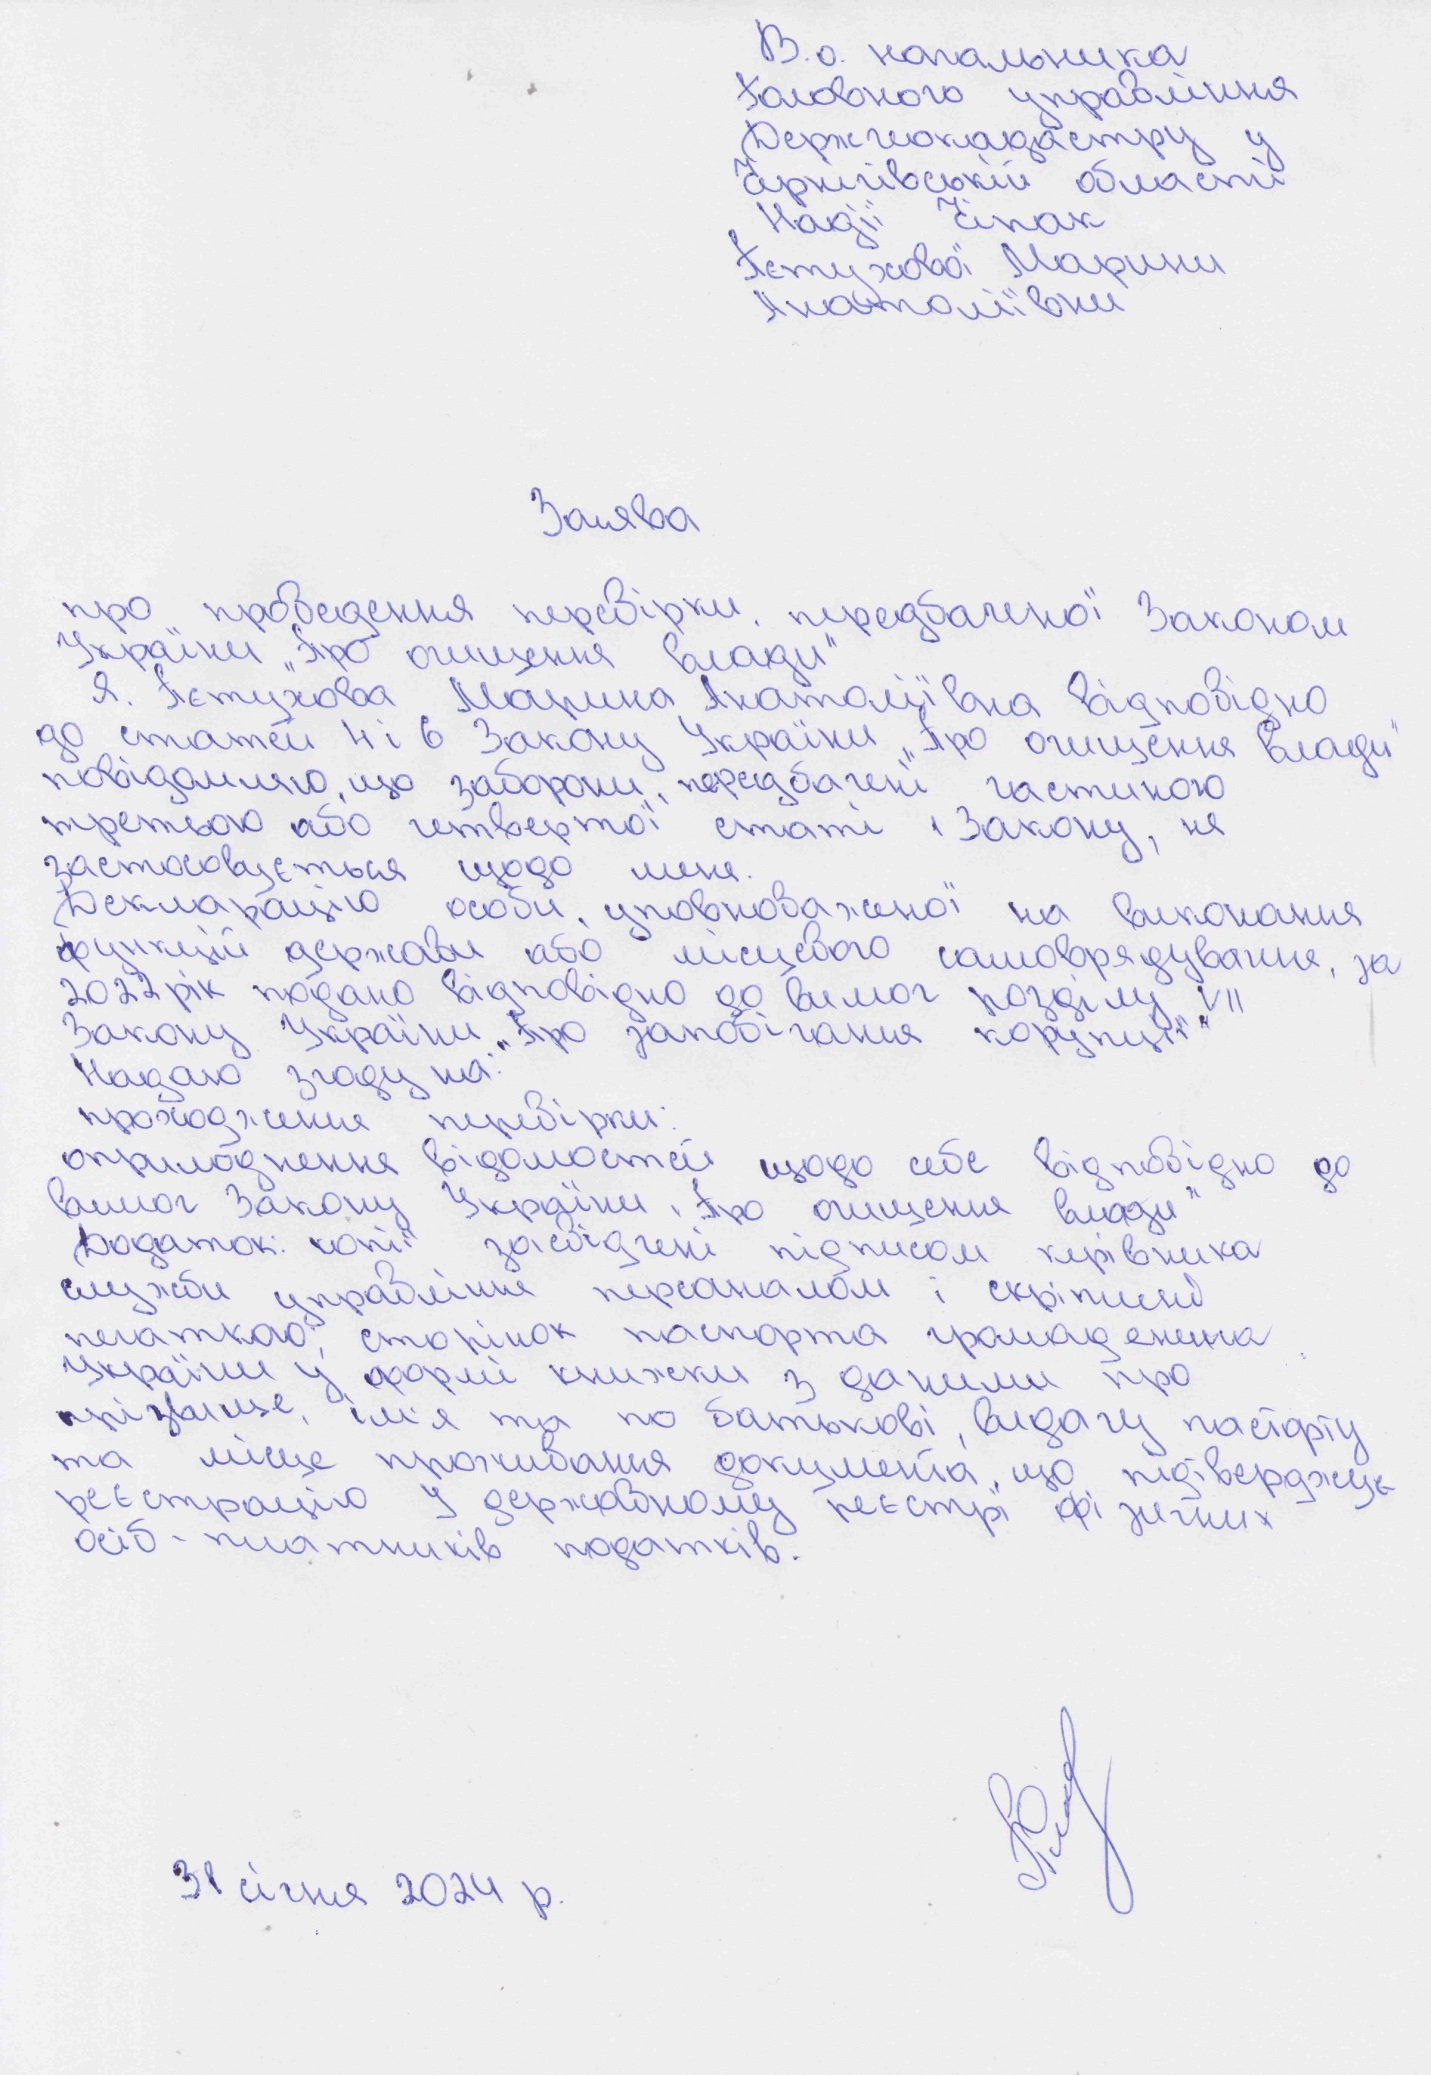 В.о. начальника
Головного управління
Держгеокадастру у
Чернігівській області
Надії Чіпак
Пєтухової Марини
Анатоліївни
Заява
про проведення перевірки, передбаченої Законом
України „Про очищення влади"
Я, Пєтухова Марина Анатоліївна відповідно
до статей 4 і 6 Закону України „Про очищення влади"
повідомляю, що заборони, передбачені частиною
третьою або четвертої статі 1 Закону, не
застосовується щодо мене.
Декларацію особи, уповноваженої на виконання
функцій держави або місцевого самоврядування, за
2022 рік подано відповідно до вимог розділу VII
Закону України „Про запобігання корупції"
Надаю згоду на:
проходження перевірки:
оприлюднення відомостей щодо себе відповідно до
вимог Закону України „Про очищення влади"
Додаток: копії засвідчені підписом керівника
служби управління персоналом і скріплені
печаткою, сторінок паспорта громадянина
України у формі книжки з даними про
прізвище, ім'я та по батькові, видачу паспорту
та місце проживання документа, що підтверджує
реєстрацію у державному реєстрі фізичних
осіб - платників податків.
31 січня 2024 р.